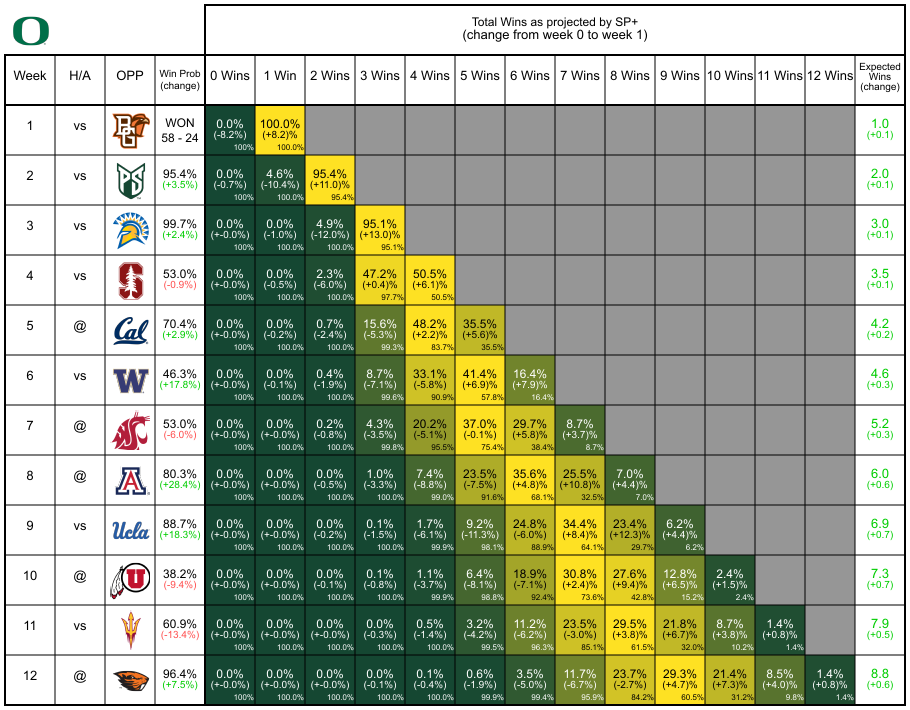 O
Total Wins as projected by SP+
(change from week 0 to week 1)
Week H/A OPP Win Prob (change) 0 Wins 1 Win 2 Wins 3 Wins 4 Wins 5 Wins 6 Wins 7 Wins 8 Wins 9 Wins 10 Wins 11 Wins 12 Wins Expected Wins (change)
1 vs BG WON 0.0% 100.0% 1.0
58 - 24 (-8.2%) (+8.2)% (+0.1)
100% 100.0%
2 vs PS 95.4% 0.0% 4.6% 95.4% 2.0
(+3.5%) (-0.7%) (-10.4%) (+11.0)% (+0.1)
100% 100.0% 95.4%
3 vs 99.7% 0.0% 0.0% 4.9% 95.1% 3.0
(+2.4%) (+-0.0%) (-1.0%) (-12.0%) (+13.0)% (+0.1)
100% 100.0% 100.0% 95.1%
4 vs S 53.0% 0.0% 0.0% 2.3% 47.2% 50.5% 3.5
(-0.9%) (+-0.0%) (-0.5%) (-6.0%) (+0.4)% (+6.1)% (+0.1)
100% 100.0% 100.0% 97.7% 50.5%
5 @ Cal 70.4% 0.0% 0.0% 0.7% 15.6% 48.2% 35.5% 4.2
(+2.9%) (+-0.0%) (-0.2%) (-2.4%) (-5.3%) (+2.2)% (+5.6)% (+0.2)
100% 100.0% 100.0% 99.3% 83.7% 35.5%
6 vs W 46.3% 0.0% 0.0% 0.4% 8.7% 33.1% 41.4% 16.4% 4.6
(+17.8%) (+-0.0%) (-0.1%) (-1.9%) (-7.1%) (-5.8%) (+6.9)% (+7.9)% (+0.3)
100% 100.0% 100.0% 99.6% 90.9% 57.8% 16.4%
7 @ 53.0% 0.0% 0.0% 0.2% 4.3% 20.2% 37.0% 29.7% 8.7% 5.2
(-6.0%) (+-0.0%) (+-0.0%) (-0.8%) (-3.5%) (-5.1%) (-0.1%) (+5.8)% (+3.7)% (+0.3)
100% 100.0% 100.0% 99.8% 95.5% 75.4% 38.4% 8.7%
8 @ A 80.3% 0.0% 0.0% 0.0% 1.0% 7.4% 23.5% 35.6% 25.5% 7.0% 6.0
(+28.4%) (+-0.0%) (+-0.0%) (-0.5%) (-3.3%) (-8.8%) (-7.5%) (+4.8)% (+10.8)% (+4.4)% (+0.6)
100% 100.0% 100.0% 100.0% 99.0% 91.6% 68.1% 32.5% 7.0%
9 vs Ucla 88.7% 0.0% 0.0% 0.0% 0.1% 1.7% 9.2% 24.8% 34.4% 23.4% 6.2% 6.9
(+18.3%) (+-0.0%) (+-0.0%) (-0.2%) (-1.5%) (-6.1%) (-11.3%) (-6.0%) (+8.4)% (+12.3)% (+4.4)% (+0.7)
100% 100.0% 100.0% 100.0% 99.9% 98.1% 88.9% 64.1% 29.7% 6.2%
10 @ U 38.2% 0.0% 0.0% 0.0% 0.1% 1.1% 6.4% 18.9% 30.8% 27.6% 12.8% 2.4% 7.3
(-9.4%) (+-0.0%) (+-0.0%) (-0.1%) (-0.8%) (-3.7%) (-8.1%) (-7.1%) (+2.4)% (+9.4)% (+6.5)% (+1.5)% (+0.7)
100% 100.0% 100.0% 100.0% 99.9% 98.8% 92.4% 73.6% 42.8% 15.2% 2.4%
11 vs 60.9% 0.0% 0.0% 0.0% 0.0% 0.5% 3.2% 11.2% 23.5% 29.5% 21.8% 8.7% 1.4% 7.9
(-13.4%) (+-0.0%) (+-0.0%) (+-0.0%) (-0.3%) (-1.4%) (-4.2%) (-6.2%) (-3.0%) (+3.8)% (+6.7)% (+3.8)% (+0.8)% (+0.5)
100% 100.0% 100.0% 100.0% 100.0% 99.5% 96.3% 85.1% 61.5% 32.0% 10.2% 1.4%
12 @ 96.4% 0.0% 0.0% 0.0% 0.0% 0.1% 0.6% 3.5% 11.7% 23.7% 29.3% 21.4% 8.5% 1.4% 8.8
(+7.5%) (+-0.0%) (+-0.0%) (+-0.0%) (-0.1%) (-0.4%) (-1.9%) (-5.0%) (-6.7%) (-2.7%) (+4.7)% (+7.3)% (+4.0)% (+0.8)% (+0.6)
100% 100.0% 100.0% 100.0% 100.0% 99.9% 99.4% 95.9% 84.2% 60.5% 31.2% 9.8% 1.4%